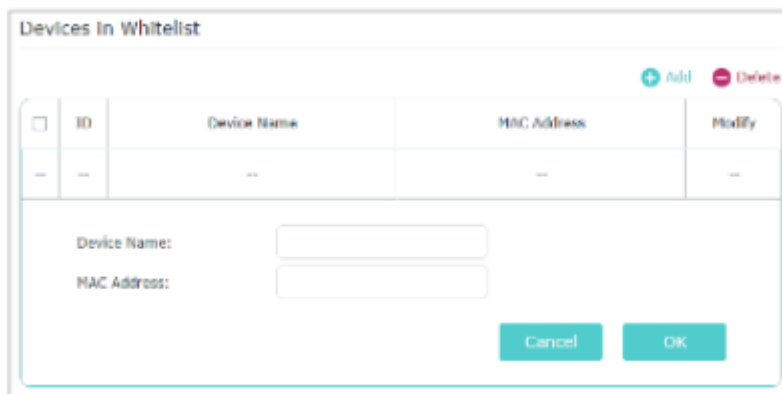 Devices in Whitelist
Add Delete
ID Device Name MAC Address Modify
-- -- -- -- --
Device Name:
MAC Address:
Cancel OK